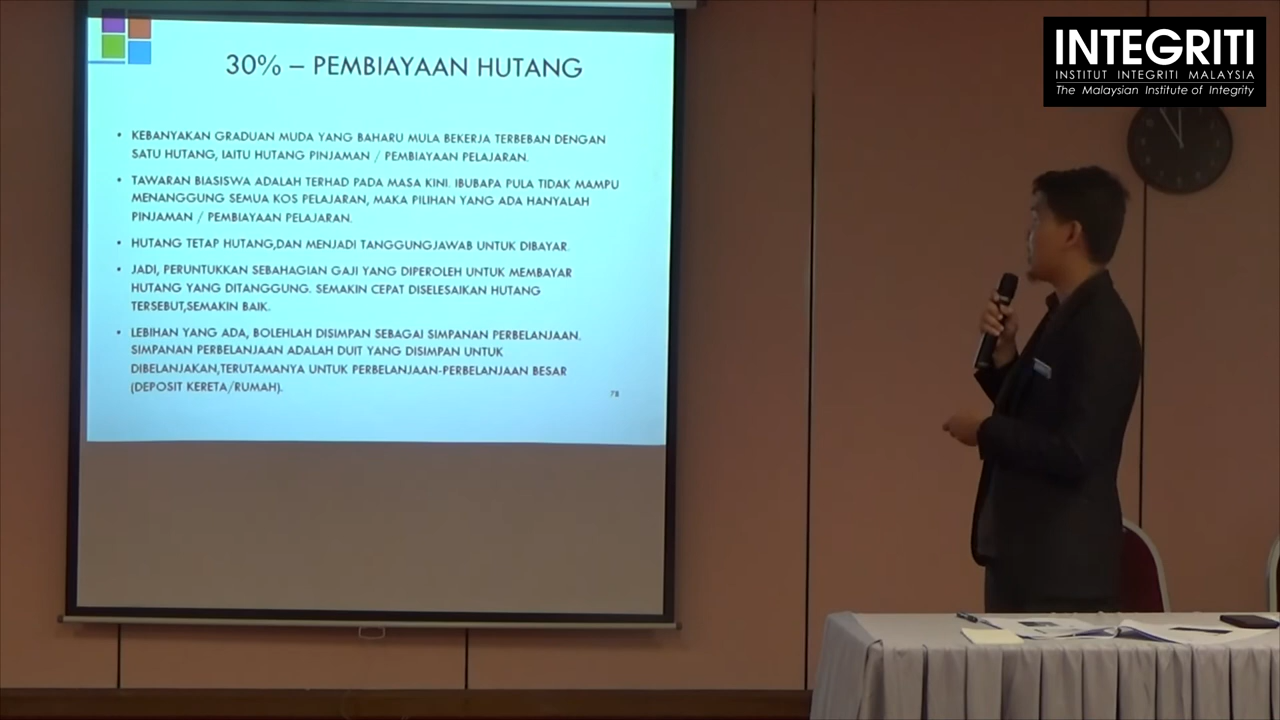 INTEGRITI
INSTITUT INTEGRITI MALAYSIA
The Malaysian Institute of Integrity
30% – PEMBIAYAAN HUTANG
• KEBANYAKAN GRADUAN MUDA YANG BAHARU MULA BEKERJA TERBEBAN DENGAN
SATU HUTANG, IAITU HUTANG PINJAMAN / PEMBIAYAAN PELAJARAN.
• TAWARAN BIASISWA ADALAH TERHAD PADA MASA KINI. IBUBAPA PULA TIDAK MAMPU
MENANGGUNG SEMUA KOS PELAJARAN, MAKA PILIHAN YANG ADA HANYALAH
PINJAMAN / PEMBIAYAAN PELAJARAN.
• HUTANG TETAP HUTANG,DAN MENJADI TANGGUNGJAWAB UNTUK DIBAYAR.
• JADI, PERUNTUKKAN SEBAHAGIAN GAJI YANG DIPEROLEH UNTUK MEMBAYAR
HUTANG YANG DITANGGUNG. SEMAKIN CEPAT DISELESAIKAN HUTANG
TERSEBUT,SEMAKIN BAIK.
• LEBIHAN YANG ADA, BOLEHLAH DISIMPAN SEBAGAI SIMPANAN PERBELANJAAN.
SIMPANAN PERBELANJAAN ADALAH DUIT YANG DISIMPAN UNTUK
DIBELANJAKAN,TERUTAMANYA UNTUK PERBELANJAAN-PERBELANJAAN BESAR
(DEPOSIT KERETA/RUMAH).
78